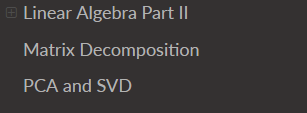 Linear Algebra Part II
Matrix Decomposition
PCA and SVD